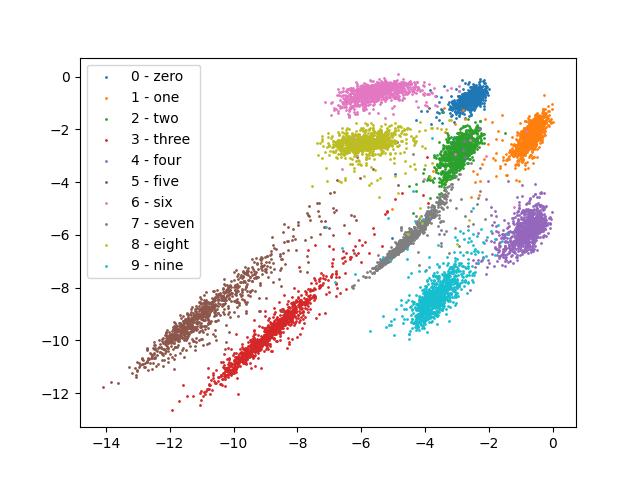 0 - zero
1 - one
2 - two
3 - three
4 - four
5 - five
6 - six
7 - seven
8 - eight
9 - nine
0
−2
−4
−6
−8
−10
−12
−14 −12 −10 −8 −6 −4 −2 0